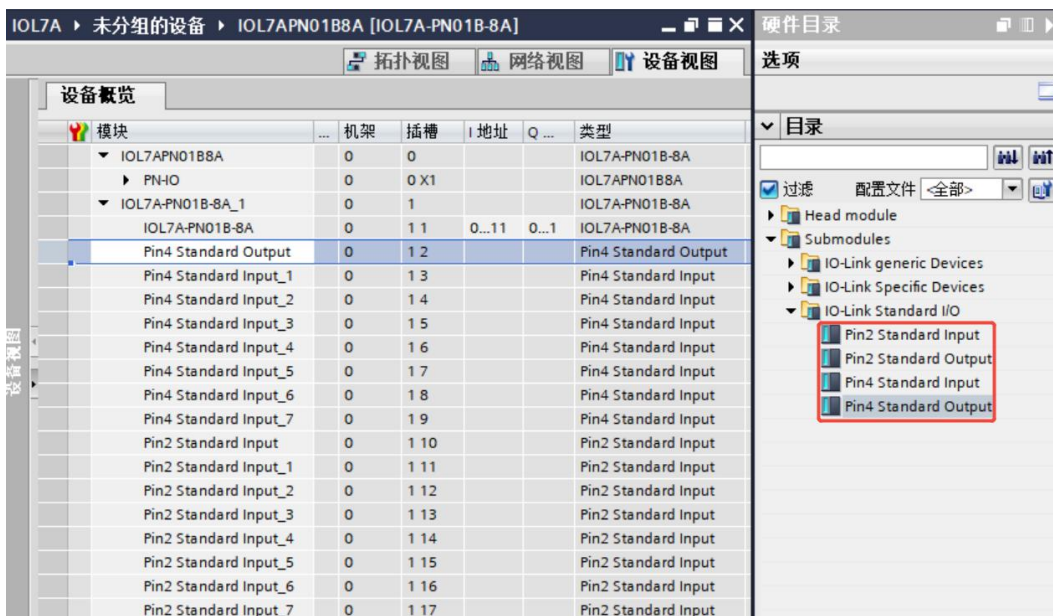 IOL7A ▸ 未分组的设备 ▸ IOL7APN01B8A [IOL7A-PN01B-8A]
拓扑视图 网络视图 设备视图
设备概览
模块 ... 机架 插槽 I 地址 Q ... 类型
IOL7APN01B8A 0 0 IOL7A-PN01B-8A
PN-IO 0 0 X1 IOL7APN01B8A
IOL7A-PN01B-8A_1 0 1 IOL7A-PN01B-8A
IOL7A-PN01B-8A 0 1 1 0...11 0...1 IOL7A-PN01B-8A
Pin4 Standard Output 0 1 2 Pin4 Standard Output
Pin4 Standard Input_1 0 1 3 Pin4 Standard Input
Pin4 Standard Input_2 0 1 4 Pin4 Standard Input
Pin4 Standard Input_3 0 1 5 Pin4 Standard Input
Pin4 Standard Input_4 0 1 6 Pin4 Standard Input
Pin4 Standard Input_5 0 1 7 Pin4 Standard Input
Pin4 Standard Input_6 0 1 8 Pin4 Standard Input
Pin4 Standard Input_7 0 1 9 Pin4 Standard Input
Pin2 Standard Input 0 1 10 Pin2 Standard Input
Pin2 Standard Input_1 0 1 11 Pin2 Standard Input
Pin2 Standard Input_2 0 1 12 Pin2 Standard Input
Pin2 Standard Input_3 0 1 13 Pin2 Standard Input
Pin2 Standard Input_4 0 1 14 Pin2 Standard Input
Pin2 Standard Input_5 0 1 15 Pin2 Standard Input
Pin2 Standard Input_6 0 1 16 Pin2 Standard Input
Pin2 Standard Input_7 0 1 17 Pin2 Standard Input
设备视图
硬件目录
选项
目录
过滤 配置文件 <全部>
Head module
Submodules
IO-Link generic Devices
IO-Link Specific Devices
IO-Link Standard I/O
Pin2 Standard Input
Pin2 Standard Output
Pin4 Standard Input
Pin4 Standard Output